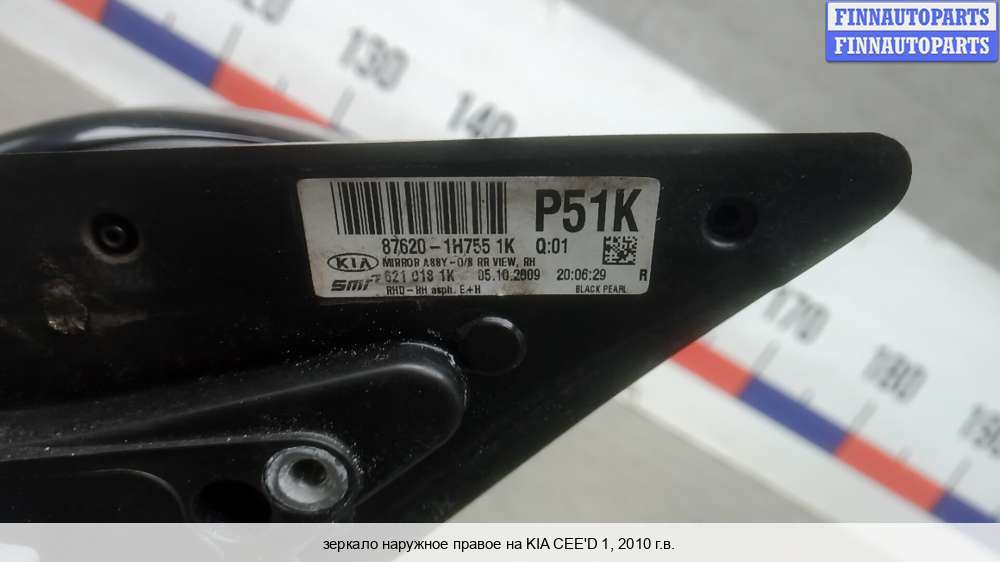 FINNAUTOPARTS
FINNAUTOPARTS
130
140
170
180
190
P51K
87620-1H755 1K Q:01
KIA MIRROR ASSY-O/S RR VIEW, RH
smr 621 018 1K 05.10.2009 20:06:29 R
RHD-RH asph. E+H BLACK PEARL
зеркало наружное правое на KIA CEE'D 1, 2010 г.в.